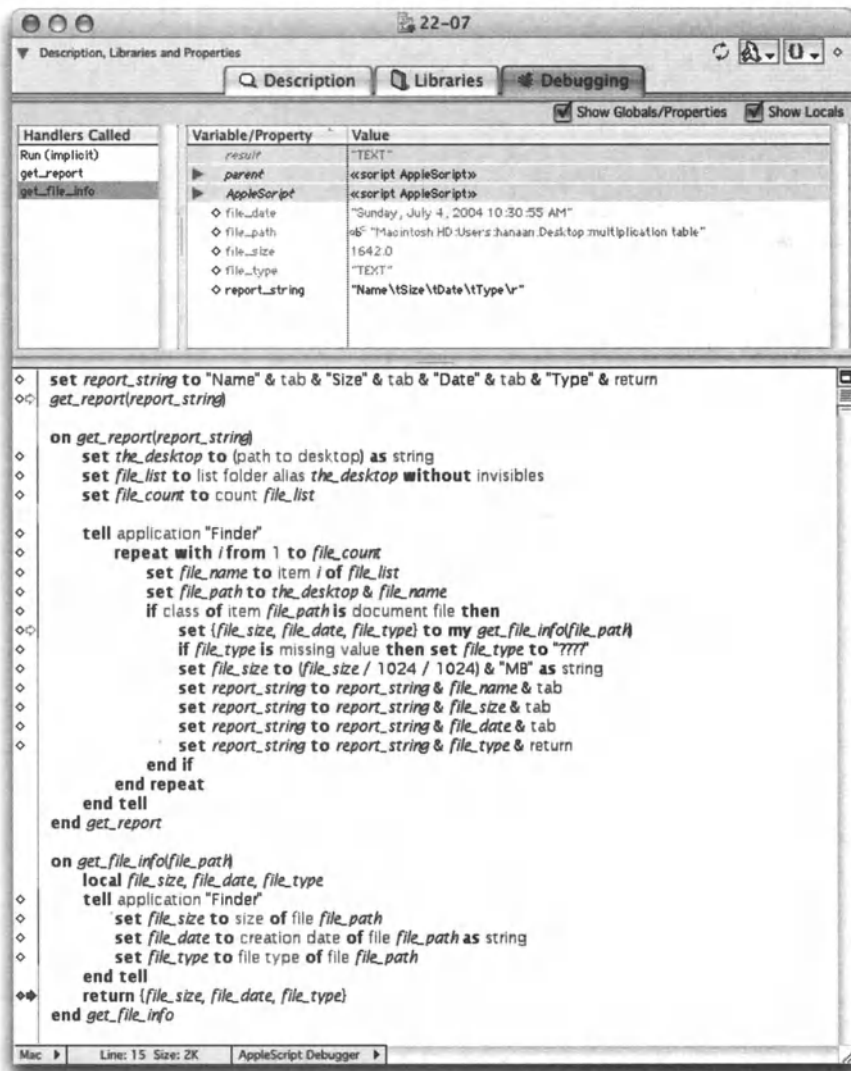 22-07
Description, Libraries and Properties
Description Libraries Debugging
Show Globals/Properties Show Locals
Handlers Called Variable/Property Value
Run (implicit) result "TEXT"
get_report parent «script AppleScript»
get_file_info AppleScript «script AppleScript»
file_date "Sunday, July 4, 2004 10:30:55 AM"
file_path "Macintosh HD:Users:hanaan:Desktop:multiplication table"
file_size 1642.0
file_type "TEXT"
report_string "Name\tSize\tDate\tType\r"
set report_string to "Name" & tab & "Size" & tab & "Date" & tab & "Type" & return
get_report(report_string)
on get_report(report_string)
set the_desktop to (path to desktop) as string
set file_list to list folder alias the_desktop without invisibles
set file_count to count file_list
tell application "Finder"
repeat with i from 1 to file_count
set file_name to item i of file_list
set file_path to the_desktop & file_name
if class of item file_path is document file then
set {file_size, file_date, file_type} to my get_file_info(file_path)
if file_type is missing value then set file_type to "????"
set file_size to (file_size / 1024 / 1024) & "MB" as string
set report_string to report_string & file_name & tab
set report_string to report_string & file_size & tab
set report_string to report_string & file_date & tab
set report_string to report_string & file_type & return
end if
end repeat
end tell
end get_report
on get_file_info(file_path)
local file_size, file_date, file_type
tell application "Finder"
set file_size to size of file file_path
set file_date to creation date of file file_path as string
set file_type to file type of file file_path
end tell
return {file_size, file_date, file_type}
end get_file_info
Mac Line: 15 Size: 2K AppleScript Debugger